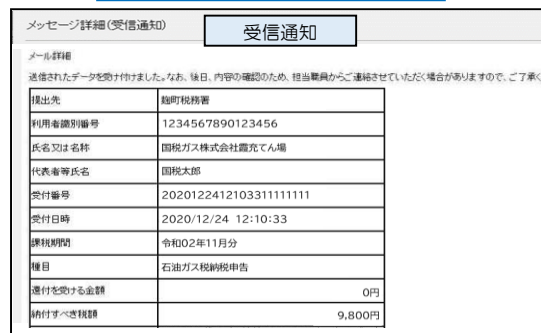 メッセージ詳細(受信通知)
受信通知
メール詳細
送信されたデータを受け付けました。なお、後日、内容の確認のため、担当職員からご連絡させていただく場合がありますので、ご了承く
提出先 麹町税務署
利用者識別番号 1234567890123456
氏名又は名称 国税ガス株式会社霞充てん場
代表者等氏名 国税太郎
受付番号 2020122412103311111111
受付日時 2020/12/24 12:10:33
課税期間 令和02年11月分
種目 石油ガス税納税申告
還付を受ける金額 0円
納付すべき税額 9,800円